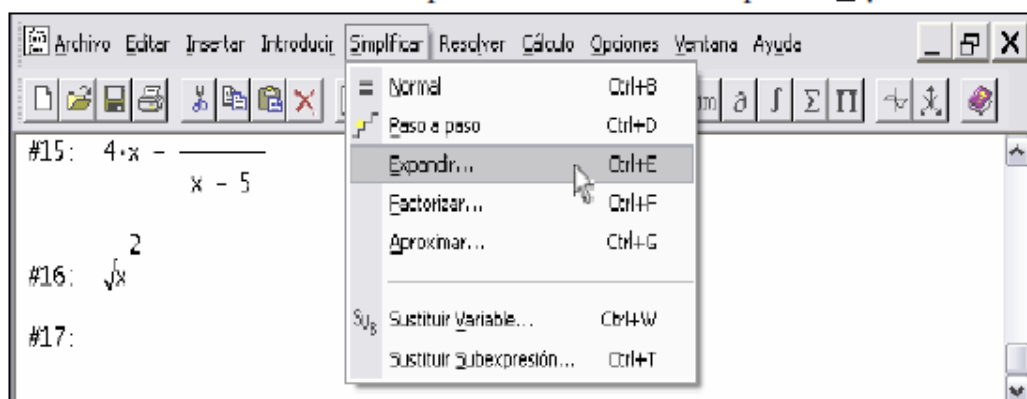 Archivo Editar Insertar Introducir Simplificar Resolver Cálculo Opciones Ventana Ayuda
Normal Ctrl+B
Paso a paso Ctrl+D
Expandir... Ctrl+E
Factorizar... Ctrl+F
Aproximar... Ctrl+G
SUB Sustituir Variable... Ctrl+W
Sustituir Subexpresión... Ctrl+T
∂ ∫ Σ Π
#15: 4·x - ———
x - 5
2
#16: √x
#17: